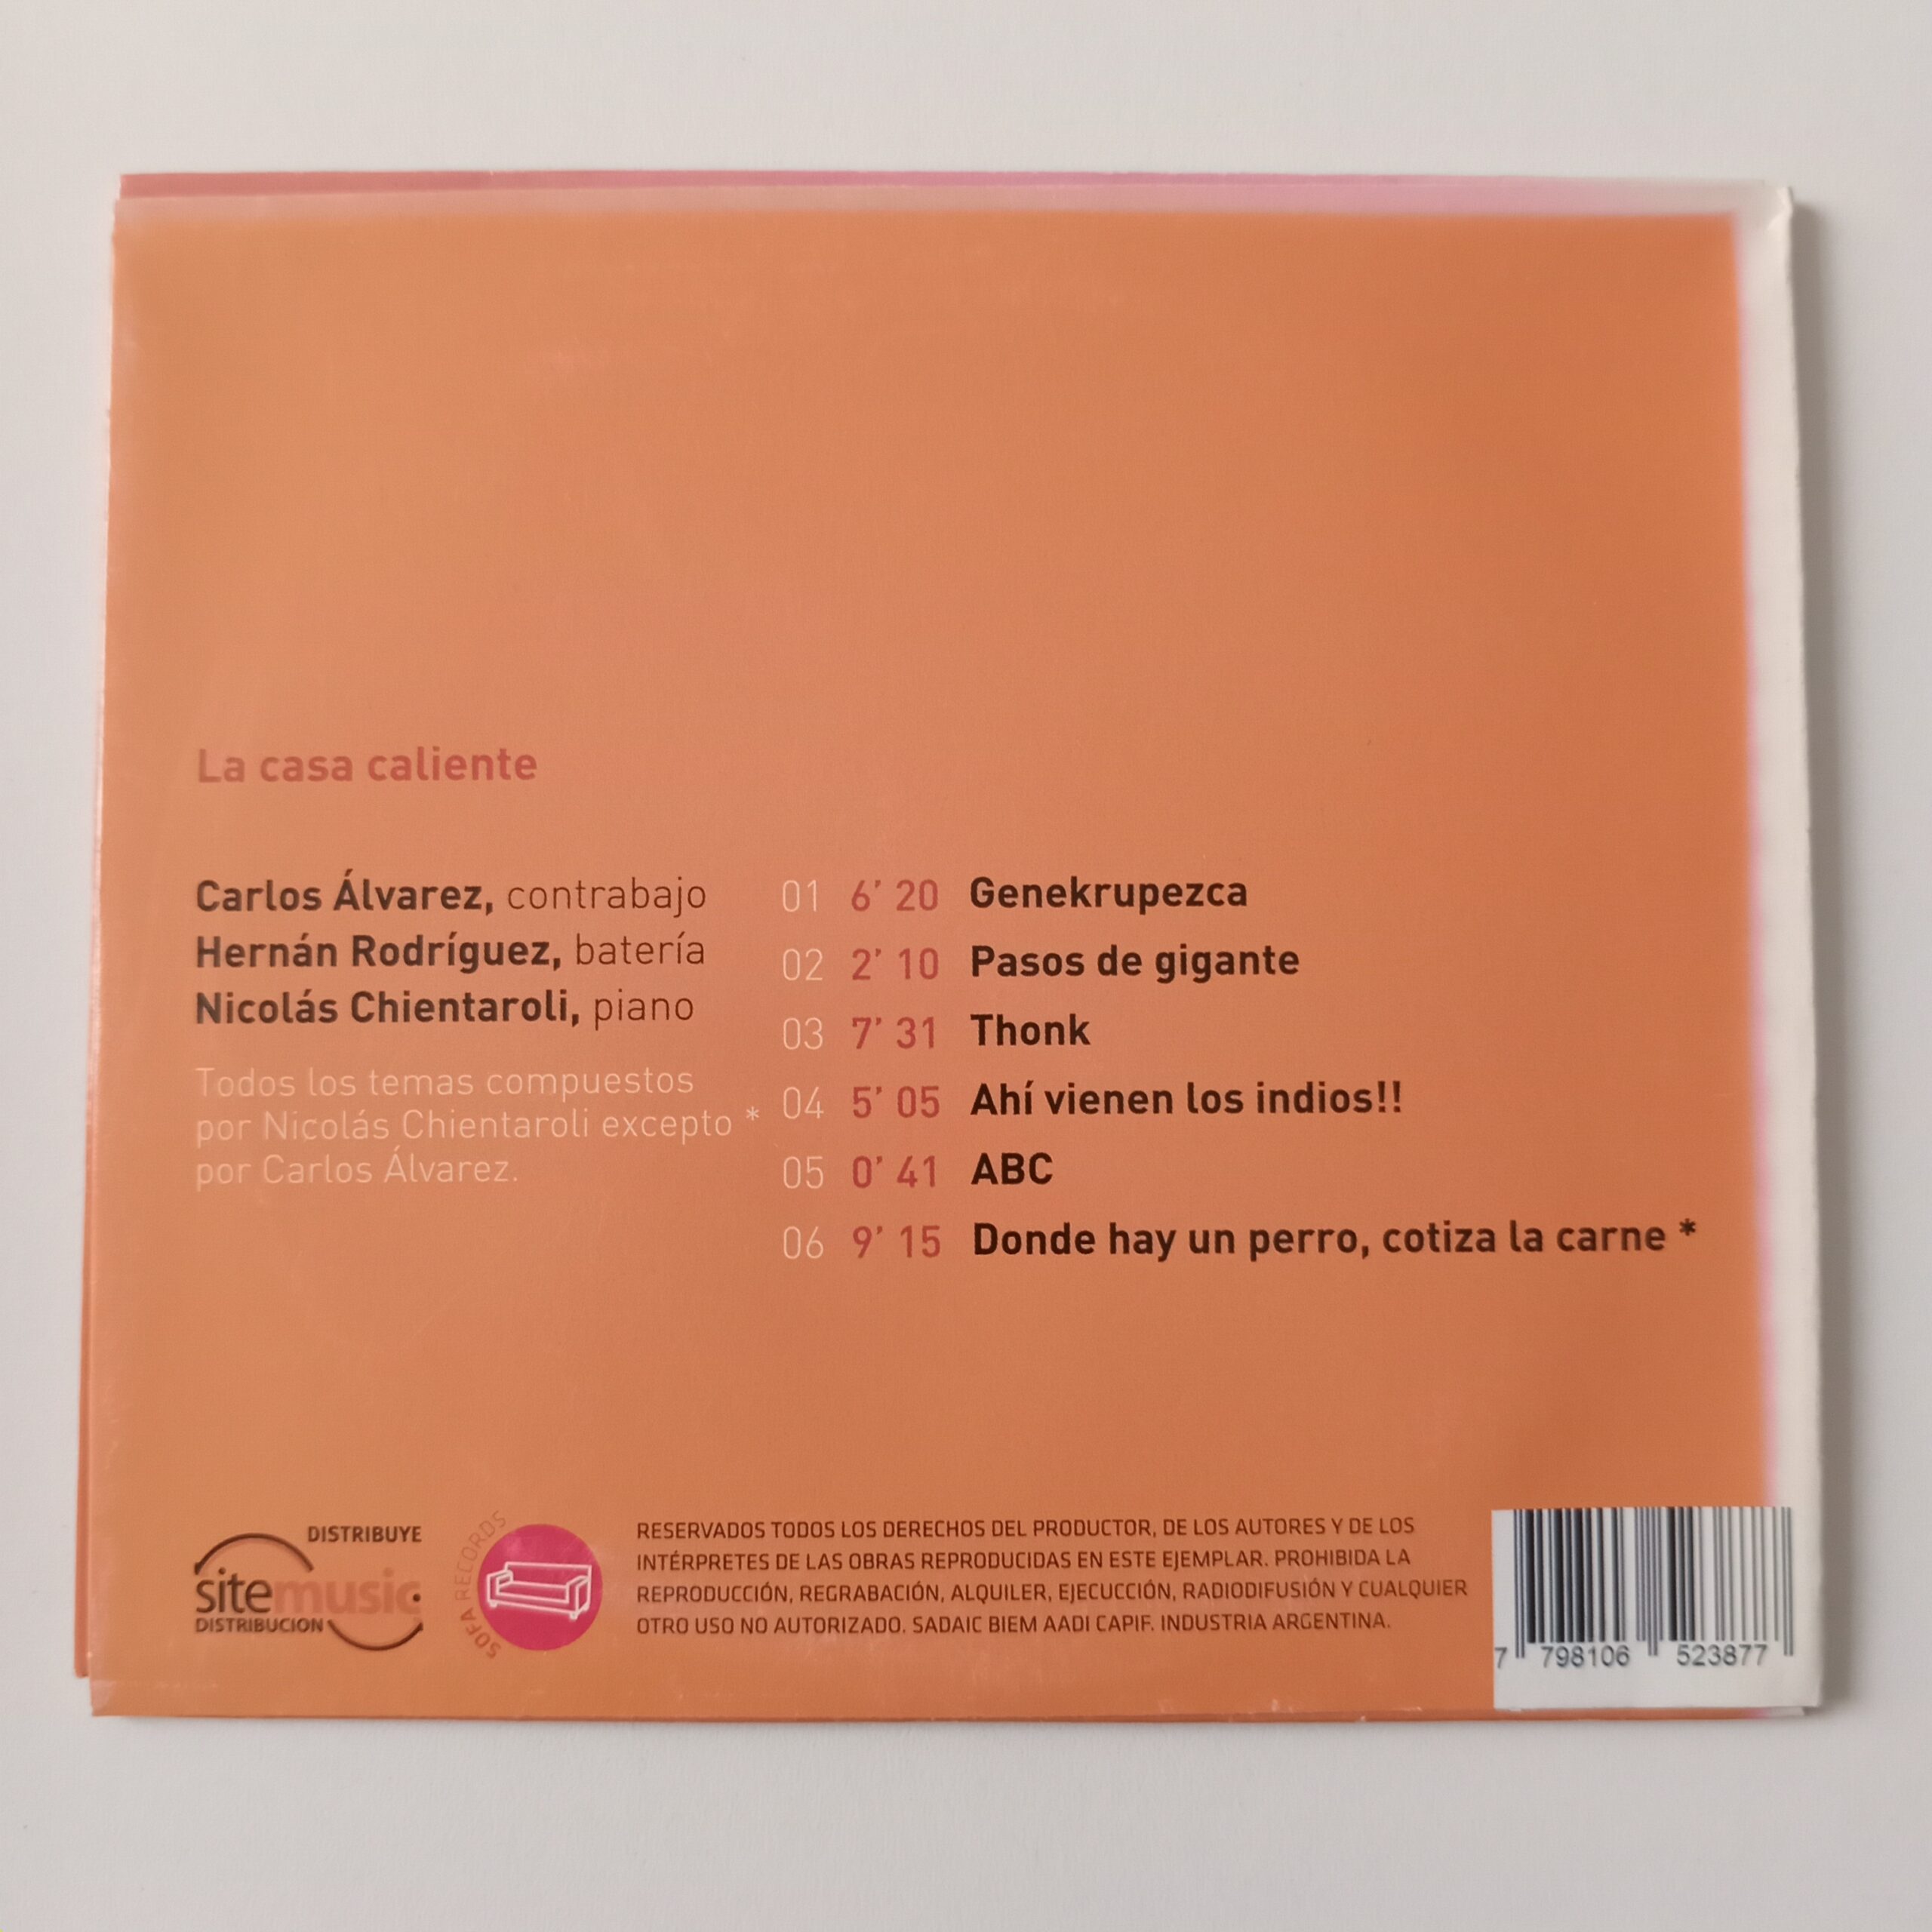 La casa caliente
Carlos Álvarez, contrabajo
Hernán Rodríguez, batería
Nicolás Chientaroli, piano
Todos los temas compuestos
por Nicolás Chientaroli excepto *
por Carlos Álvarez.
01 6' 20 Genekrupezca
02 2' 10 Pasos de gigante
03 7' 31 Thonk
04 5' 05 Ahí vienen los indios!!
05 0' 41 ABC
06 9' 15 Donde hay un perro, cotiza la carne *
DISTRIBUYE
sitemusic
DISTRIBUCION
SOFA RECORDS
RESERVADOS TODOS LOS DERECHOS DEL PRODUCTOR, DE LOS AUTORES Y DE LOS
INTÉRPRETES DE LAS OBRAS REPRODUCIDAS EN ESTE EJEMPLAR. PROHIBIDA LA
REPRODUCCIÓN, REGRABACIÓN, ALQUILER, EJECUCCIÓN, RADIODIFUSIÓN Y CUALQUIER
OTRO USO NO AUTORIZADO. SADAIC BIEM AADI CAPIF. INDUSTRIA ARGENTINA.
7 798106 523877